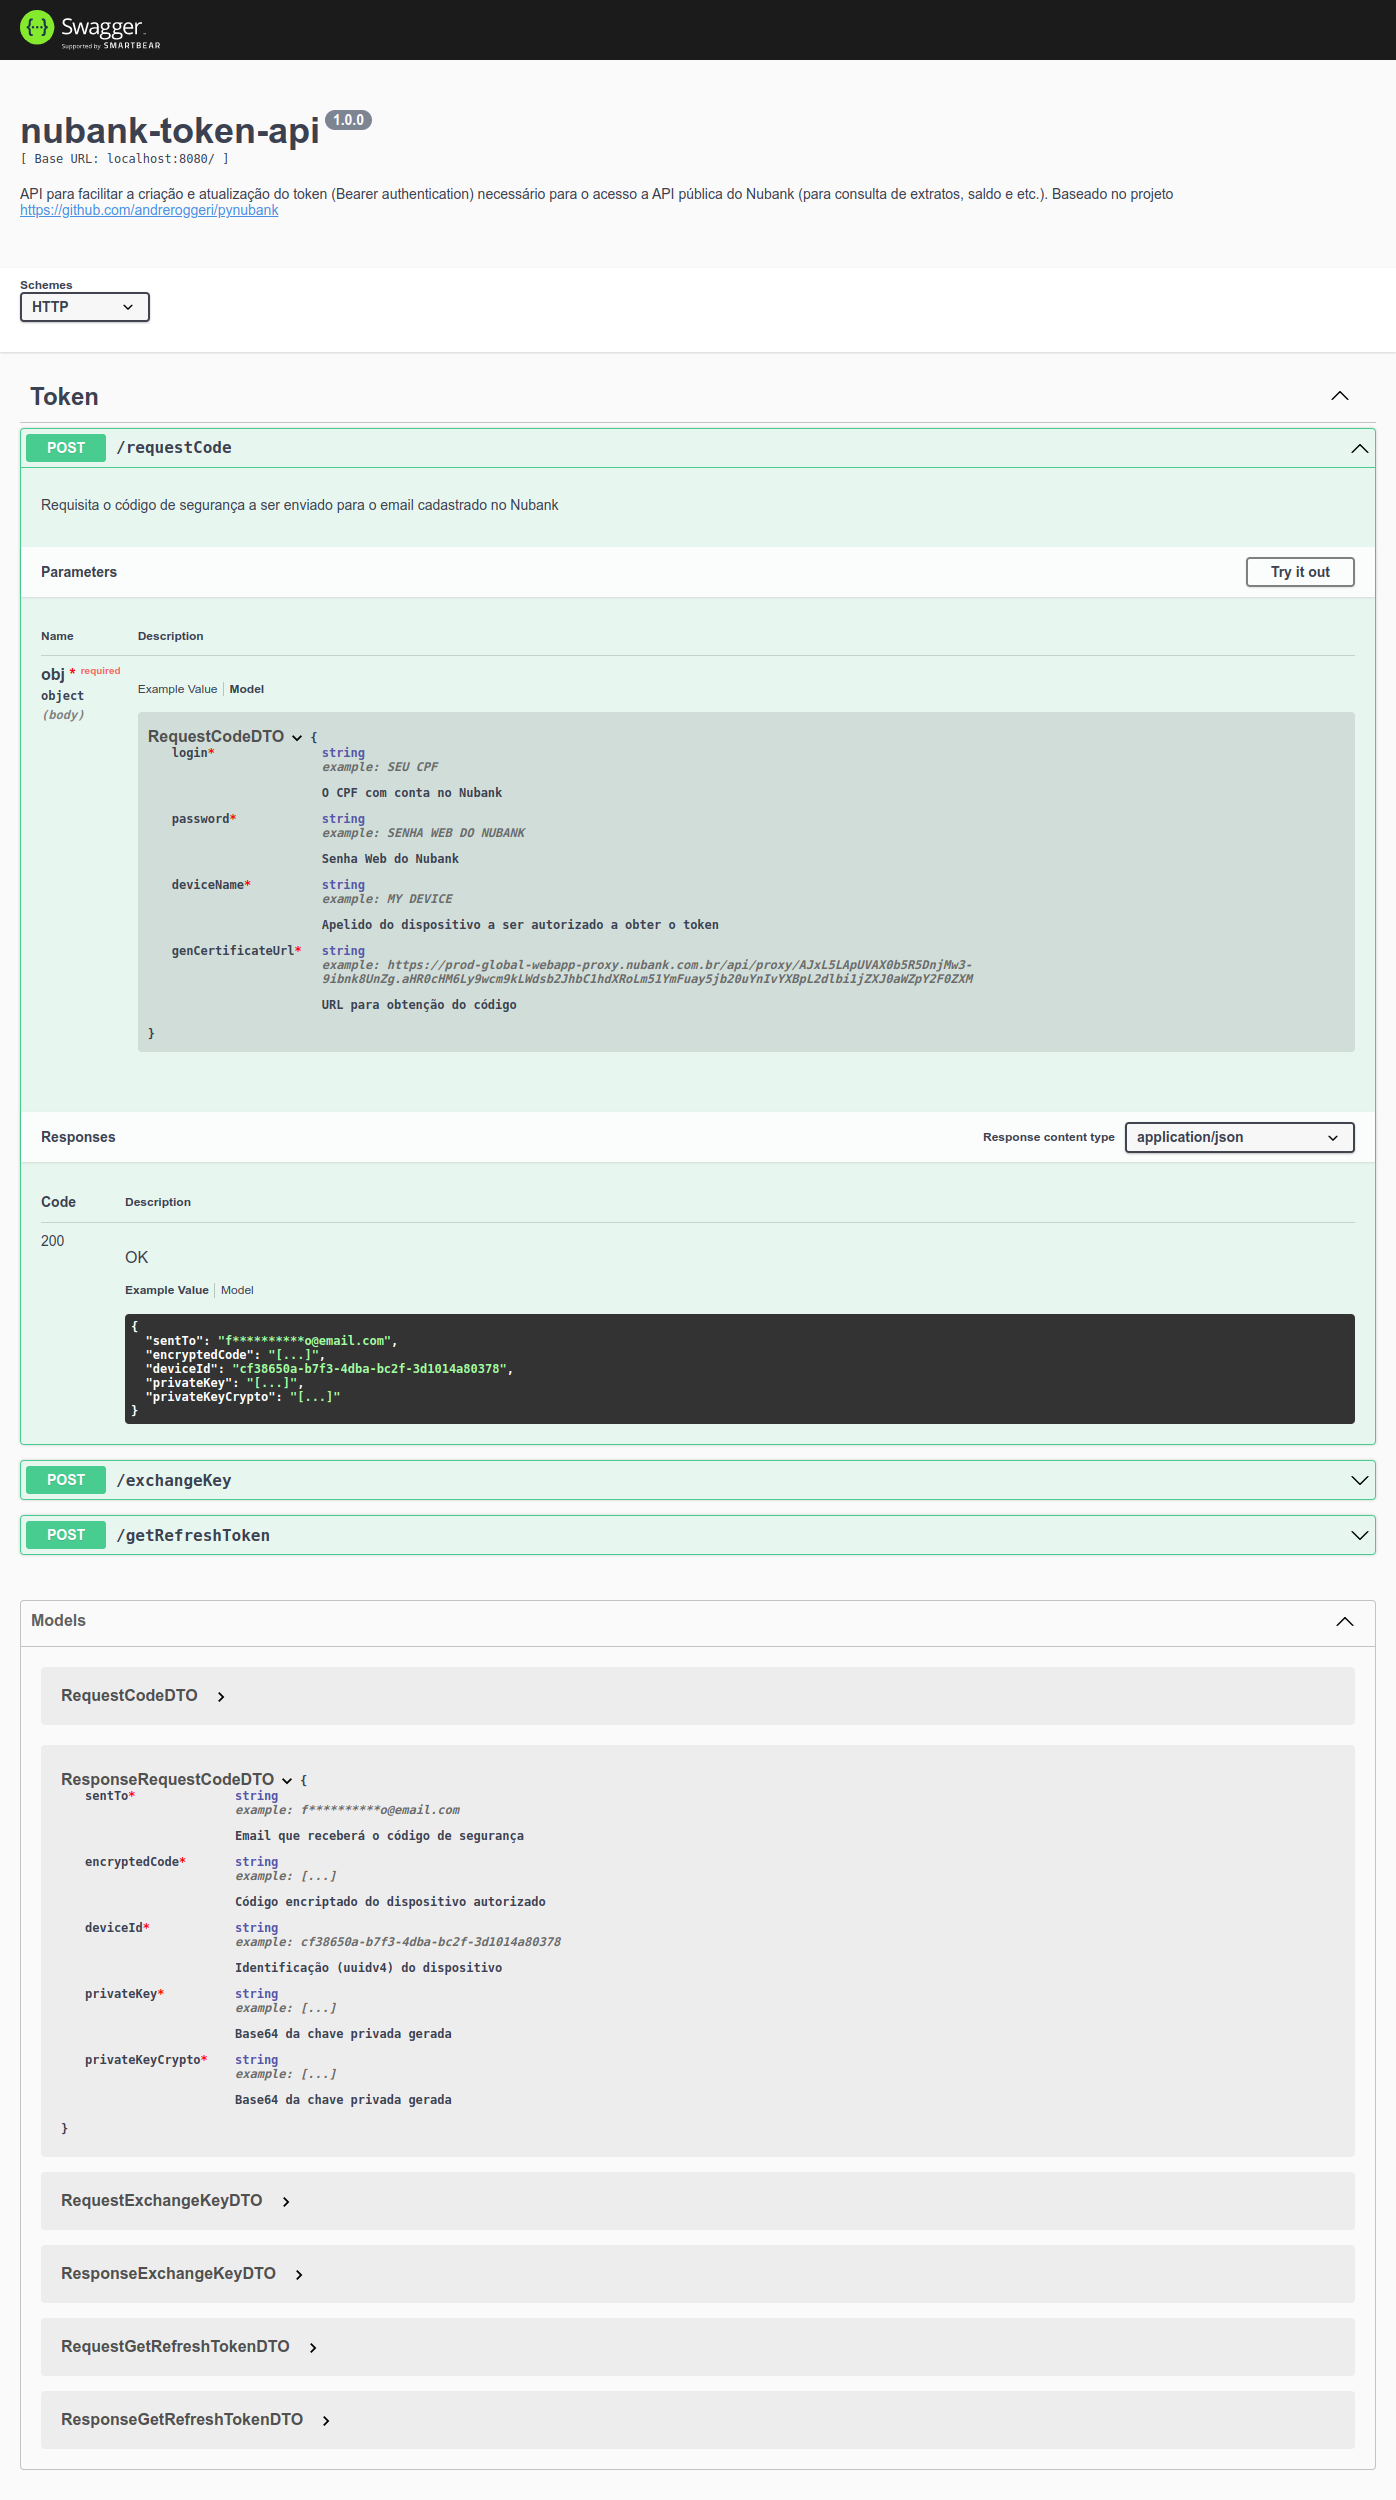 Swagger
Supported by SMARTBEAR
nubank-token-api 1.0.0
[ Base URL: localhost:8080/ ]
API para facilitar a criação e atualização do token (Bearer authentication) necessário para o acesso a API pública do Nubank (para consulta de extratos, saldo e etc.). Baseado no projeto
https://github.com/andreroggeri/pynubank
Schemes
HTTP
Token
POST /requestCode
Requisita o código de segurança a ser enviado para o email cadastrado no Nubank
Parameters Try it out
Name Description
obj * required
object
(body)
Example Value Model
RequestCodeDTO {
login* string
example: SEU CPF
O CPF com conta no Nubank
password* string
example: SENHA WEB DO NUBANK
Senha Web do Nubank
deviceName* string
example: MY DEVICE
Apelido do dispositivo a ser autorizado a obter o token
genCertificateUrl* string
example: https://prod-global-webapp-proxy.nubank.com.br/api/proxy/AJxL5LApUVAX0b5R5DnjMw3-
9ibnk8UnZg.aHR0cHM6Ly9wcm9kLWdsb2JhbC1hdXRoLm51YmFuay5jb20uYnIvYXBpL2dlbi1jZXJ0aWZpY2F0ZXM
URL para obtenção do código
}
Responses Response content type application/json
Code Description
200
OK
Example Value Model
{
"sentTo": "f**********o@email.com",
"encryptedCode": "[...]",
"deviceId": "cf38650a-b7f3-4dba-bc2f-3d1014a80378",
"privateKey": "[...]",
"privateKeyCrypto": "[...]"
}
POST /exchangeKey
POST /getRefreshToken
Models
RequestCodeDTO
ResponseRequestCodeDTO {
sentTo* string
example: f**********o@email.com
Email que receberá o código de segurança
encryptedCode* string
example: [...]
Código encriptado do dispositivo autorizado
deviceId* string
example: cf38650a-b7f3-4dba-bc2f-3d1014a80378
Identificação (uuidv4) do dispositivo
privateKey* string
example: [...]
Base64 da chave privada gerada
privateKeyCrypto* string
example: [...]
Base64 da chave privada gerada
}
RequestExchangeKeyDTO
ResponseExchangeKeyDTO
RequestGetRefreshTokenDTO
ResponseGetRefreshTokenDTO